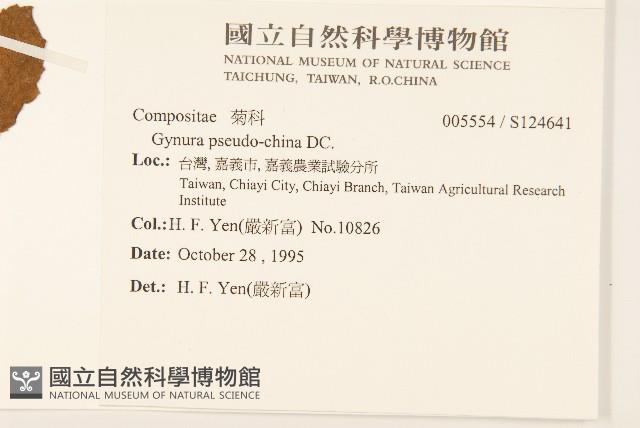 國立自然科學博物館
NATIONAL MUSEUM OF NATURAL SCIENCE
TAICHUNG, TAIWAN, R.O.CHINA
Compositae 菊科 005554 / S124641
Gynura pseudo-china DC.
Loc.: 台灣, 嘉義市, 嘉義農業試驗分所
Taiwan, Chiayi City, Chiayi Branch, Taiwan Agricultural Research
Institute
Col.: H. F. Yen(嚴新富) No.10826
Date: October 28 , 1995
Det.: H. F. Yen(嚴新富)
國立自然科學博物館
NATIONAL MUSEUM OF NATURAL SCIENCE